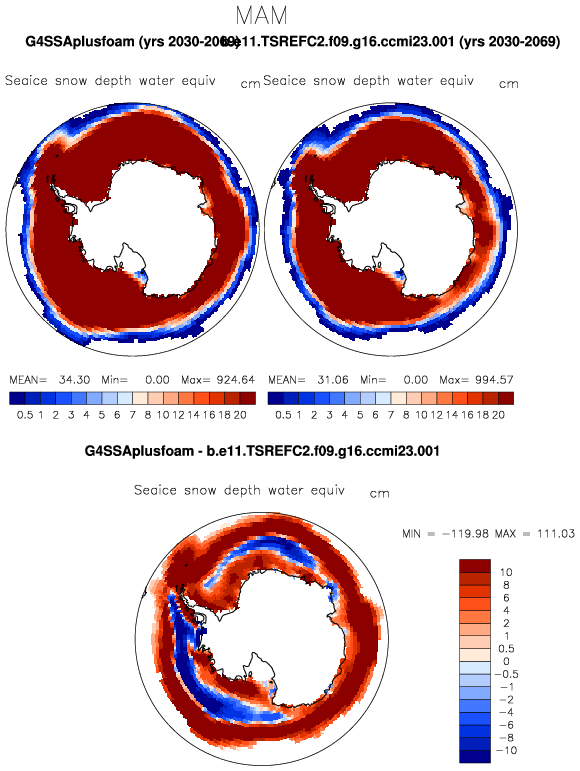 MAM
G4SSAplusfoam (yrs 2030-2069) b.e11.TSREFC2.f09.g16.ccmi23.001 (yrs 2030-2069)
Seaice snow depth water equiv cm Seaice snow depth water equiv cm
MEAN= 34.30 Min= 0.00 Max= 924.64 MEAN= 31.06 Min= 0.00 Max= 994.57
0.5 1 2 3 4 5 6 7 8 10 12 14 16 18 20 0.5 1 2 3 4 5 6 7 8 10 12 14 16 18 20
G4SSAplusfoam - b.e11.TSREFC2.f09.g16.ccmi23.001
Seaice snow depth water equiv cm
MIN = -119.98 MAX = 111.03
10
8
6
4
2
1
0.5
0
-0.5
-1
-2
-4
-6
-8
-10